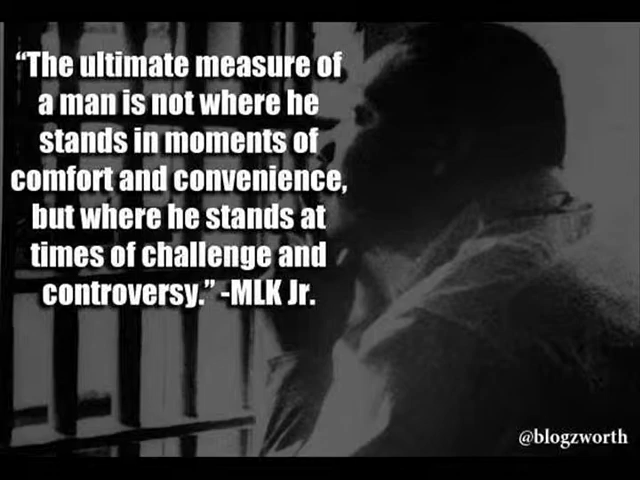 “The ultimate measure of
a man is not where he
stands in moments of
comfort and convenience,
but where he stands at
times of challenge and
controversy.” -MLK Jr.
@blogzworth